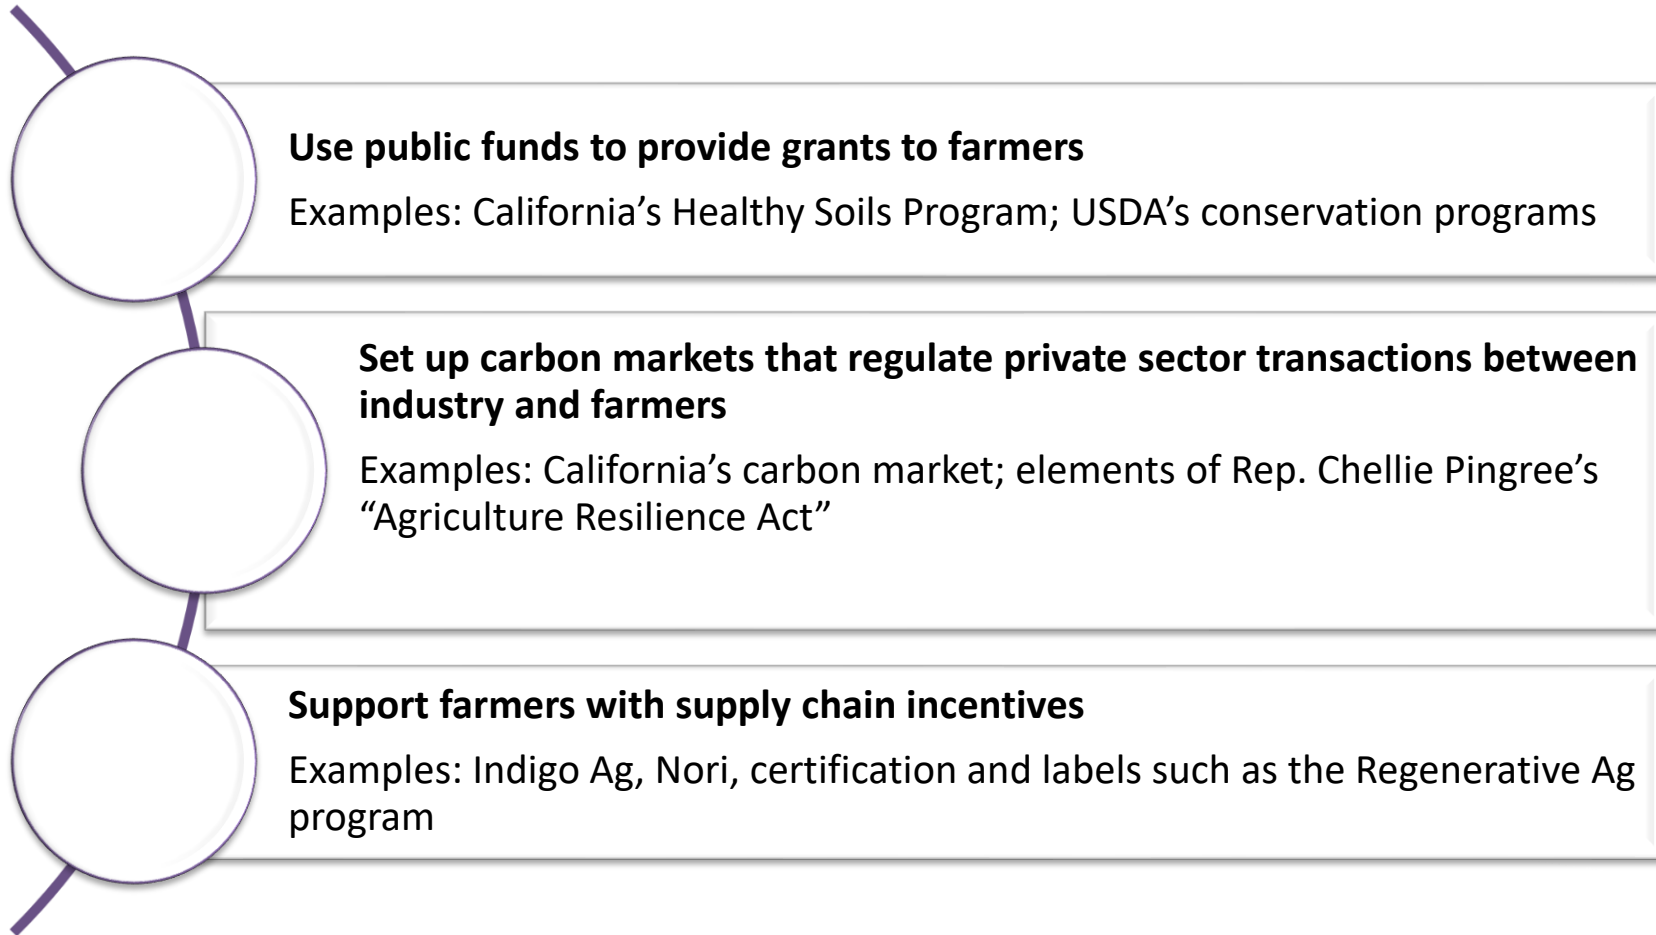 Use public funds to provide grants to farmers
Examples: California’s Healthy Soils Program; USDA’s conservation programs
Set up carbon markets that regulate private sector transactions between
industry and farmers
Examples: California’s carbon market; elements of Rep. Chellie Pingree’s
“Agriculture Resilience Act”
Support farmers with supply chain incentives
Examples: Indigo Ag, Nori, certification and labels such as the Regenerative Ag
program